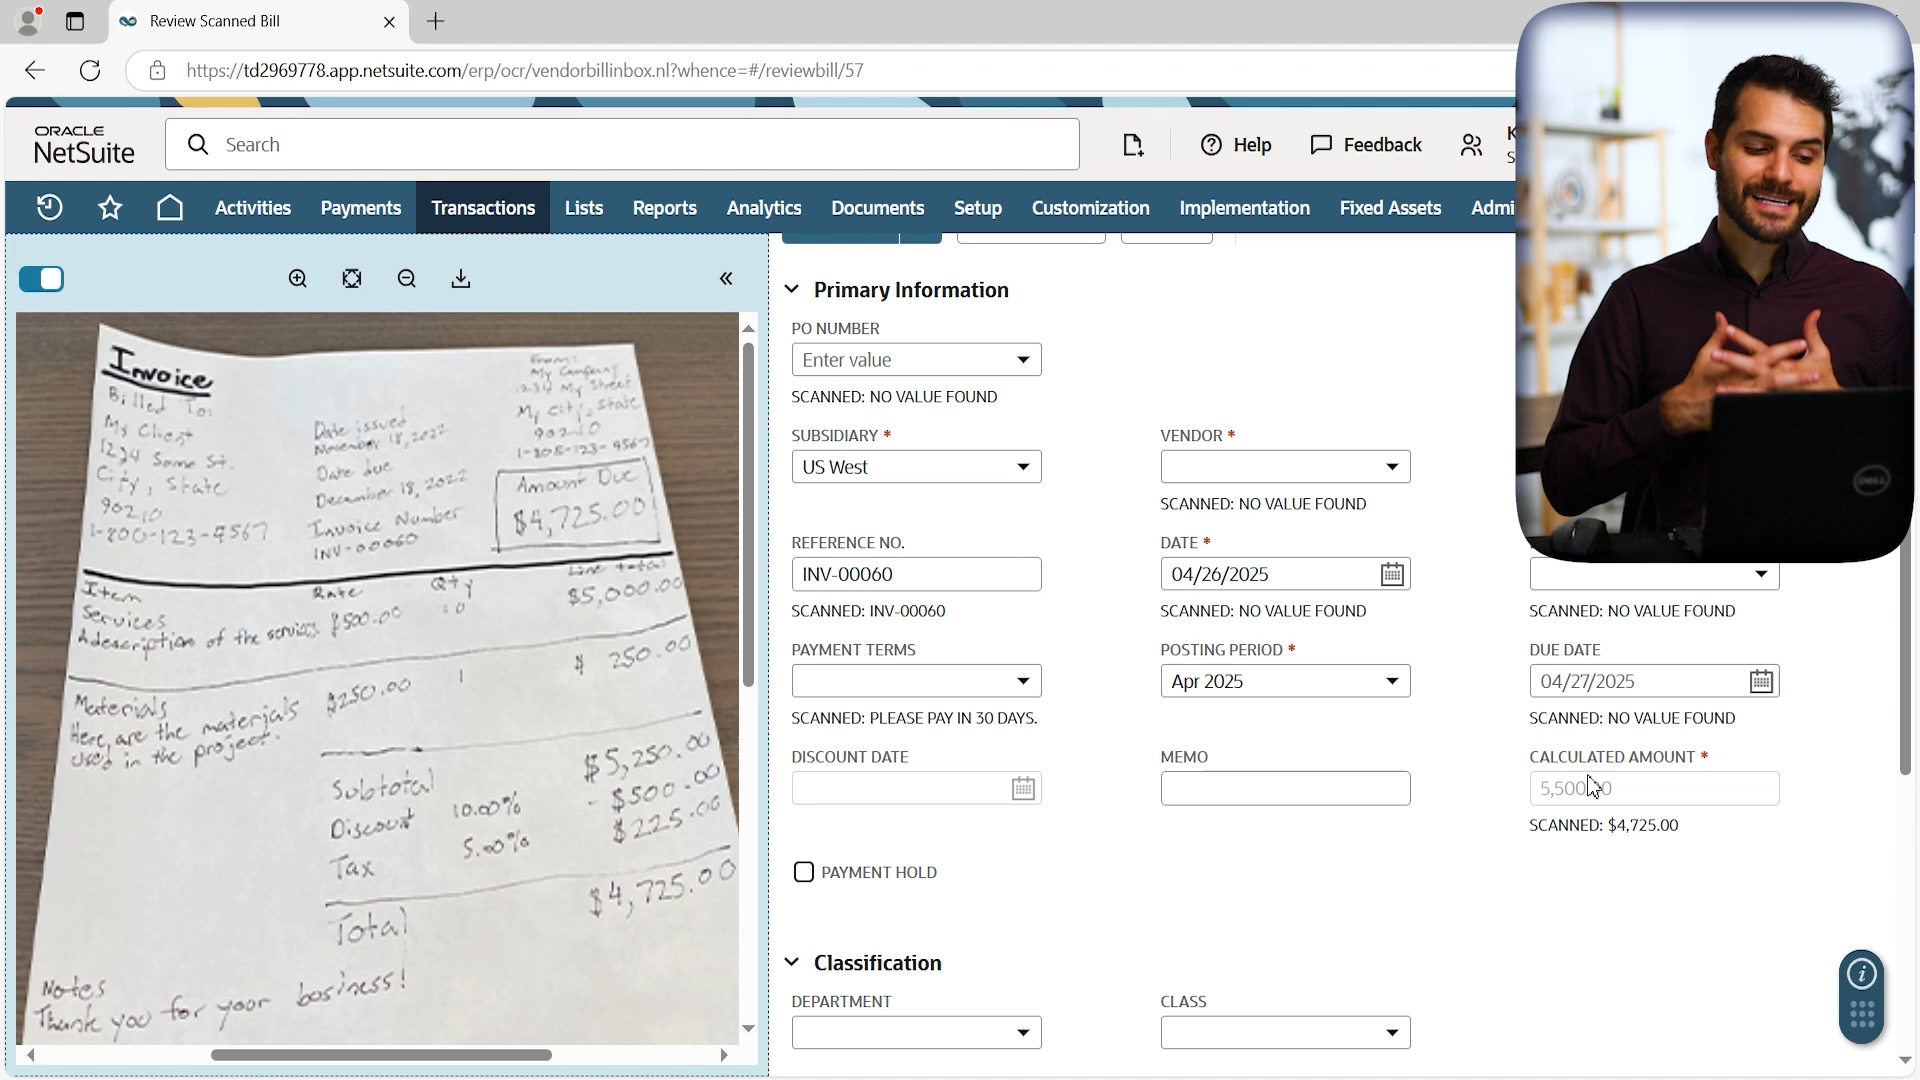 Review Scanned Bill
https://td2969778.app.netsuite.com/erp/ocr/vendorbillinbox.nl?whence=#/reviewbill/57
ORACLE
NetSuite
Search
Help
Feedback
K
S
Activities
Payments
Transactions
Lists
Reports
Analytics
Documents
Setup
Customization
Implementation
Fixed Assets
Admi
Invoice
Billed To:
My Client
1234 Some St.
City, State
90210
1-800-123-4567
Date issued
November 18, 2022
Date due
December 18, 2022
Invoice Number
INV-00060
From:
My Company
1234 My Street
My City, State
90210
1-805-123-4567
Amount Due
$4,725.00
Item
Rate
Qty
Line total
Services
A description of the services
$500.00
10
$5,000.00
Materials
Here are the materials
used in the project.
$250.00
1
$ 250.00
Subtotal
$5,250.00
Discount 10.00% - $500.00
Tax 5.00% $225.00
Total
$4,725.00
Notes
Thank you for your business!
Primary Information
PO NUMBER
Enter value
SCANNED: NO VALUE FOUND
SUBSIDIARY *
US West
VENDOR *
SCANNED: NO VALUE FOUND
REFERENCE NO.
INV-00060
SCANNED: INV-00060
DATE *
04/26/2025
SCANNED: NO VALUE FOUND
SCANNED: NO VALUE FOUND
PAYMENT TERMS
SCANNED: PLEASE PAY IN 30 DAYS.
POSTING PERIOD *
Apr 2025
DUE DATE
04/27/2025
SCANNED: NO VALUE FOUND
DISCOUNT DATE
MEMO
CALCULATED AMOUNT *
5,500.00
SCANNED: $4,725.00
PAYMENT HOLD
Classification
DEPARTMENT
CLASS
DELL